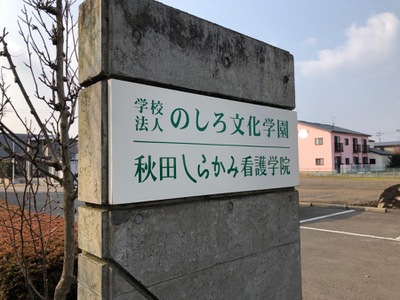 学校法人 のしろ文化学園
秋田しらかみ看護学院